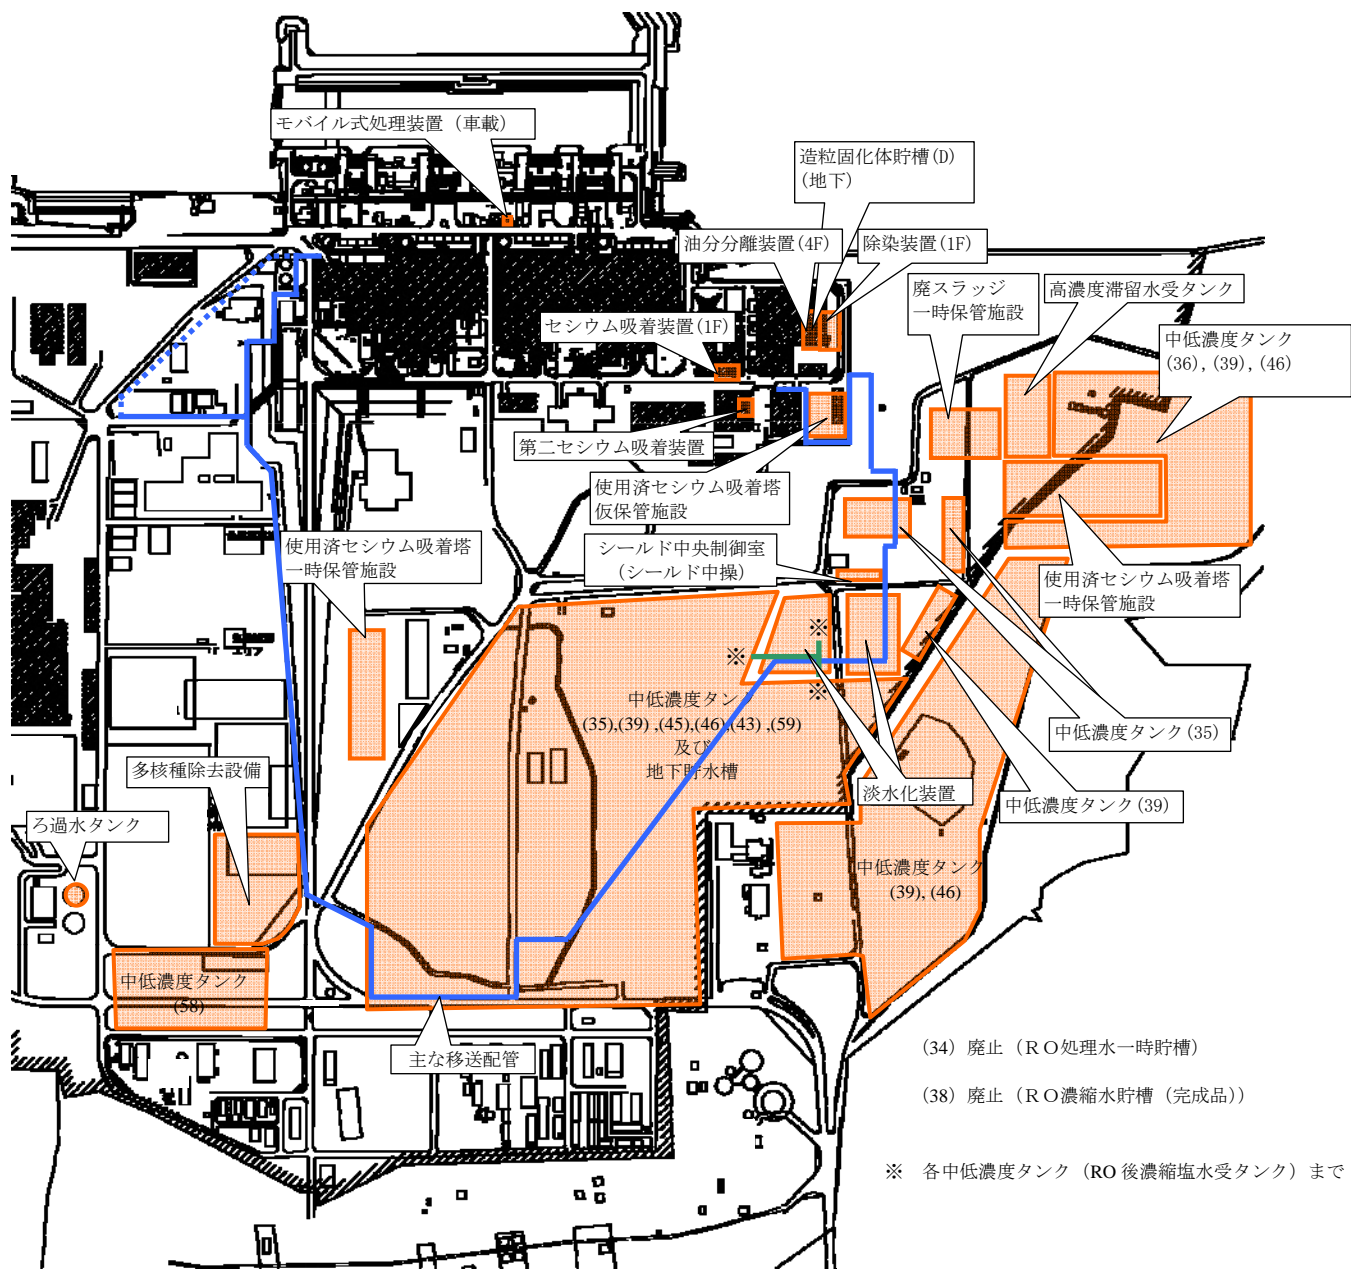 モバイル式処理装置（車載）
造粒固化体貯槽(D)
(地下)
油分分離装置(4F)
除染装置(1F)
廃スラッジ
一時保管施設
高濃度滞留水受タンク
中低濃度タンク
(36), (39), (46)
セシウム吸着装置(1F)
第二セシウム吸着装置
使用済セシウム吸着塔
仮保管施設
使用済セシウム吸着塔
一時保管施設
シールド中央制御室
(シールド中操)
使用済セシウム吸着塔
一時保管施設
エリア
※
※
※
中低濃度タンク
(35),(39) ,(45),(46),(43) ,(59)
及び
地下貯水槽
中低濃度タンク(35)
淡水化装置
中低濃度タンク(39)
多核種除去設備
ろ過水タンク
中低濃度タンク
(39), (46)
中低濃度タンク
(58)
主な移送配管
(34) 廃止（ＲＯ処理水一時貯槽）
(38) 廃止（ＲＯ濃縮水貯槽（完成品））
※　各中低濃度タンク（RO 後濃縮塩水受タンク）まで